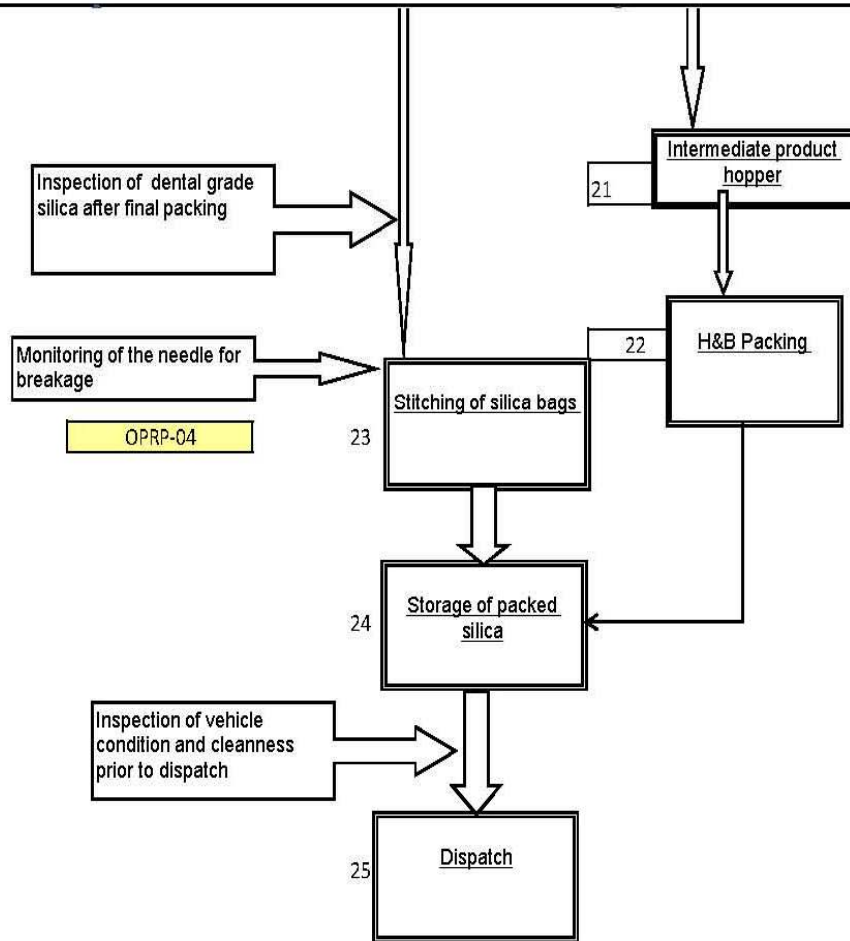 Intermediate product
hopper
21
Inspection of dental grade
silica after final packing
22
H&B Packing
Monitoring of the needle for
breakage
Stitching of silica bags
OPRP-04
23
Storage of packed
silica
24
Inspection of vehicle
condition and cleanness
prior to dispatch
Dispatch
25